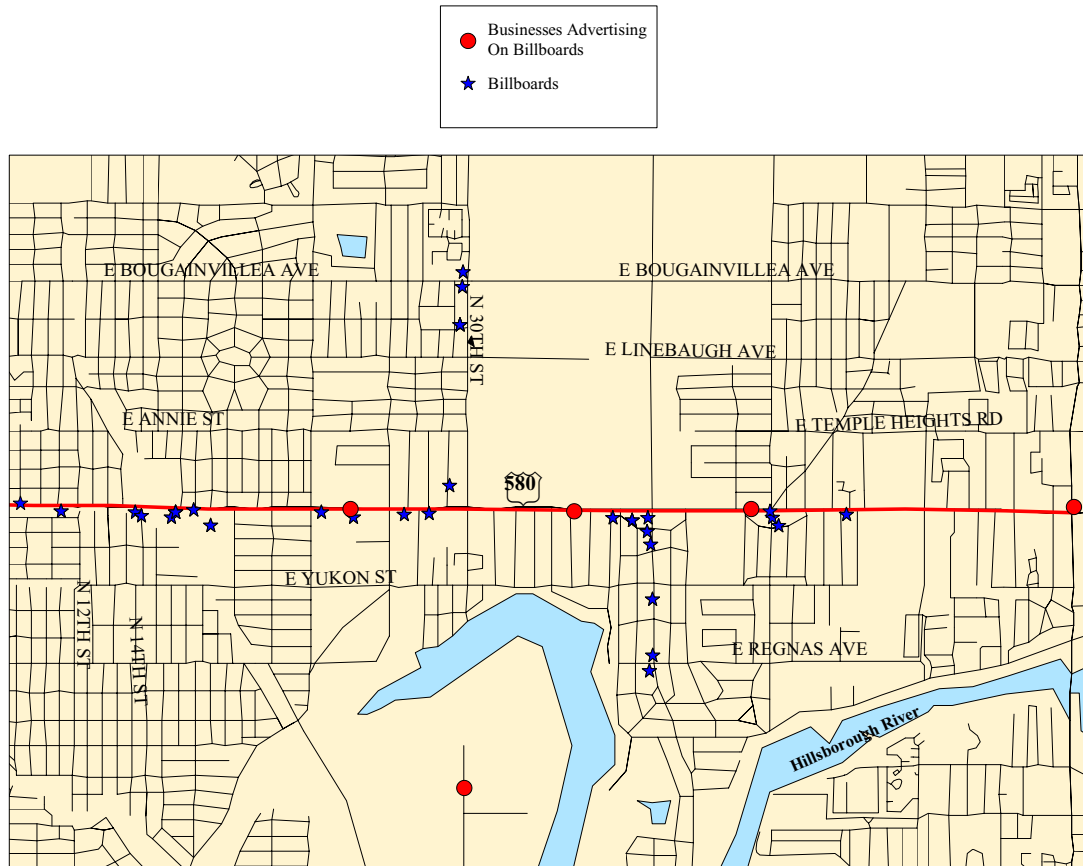 Businesses Advertising
On Billboards
Billboards
E BOUGAINVILLEA AVE
E BOUGAINVILLEA AVE
N 30TH ST
E LINEBAUGH AVE
E ANNIE ST
E TEMPLE HEIGHTS RD
580
E YUKON ST
N 12TH ST
N 14TH ST
E REGNAS AVE
Hillsborough River